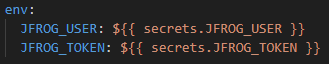 env:
  JFROG_USER: ${{ secrets.JFROG_USER }}
  JFROG_TOKEN: ${{ secrets.JFROG_TOKEN }}